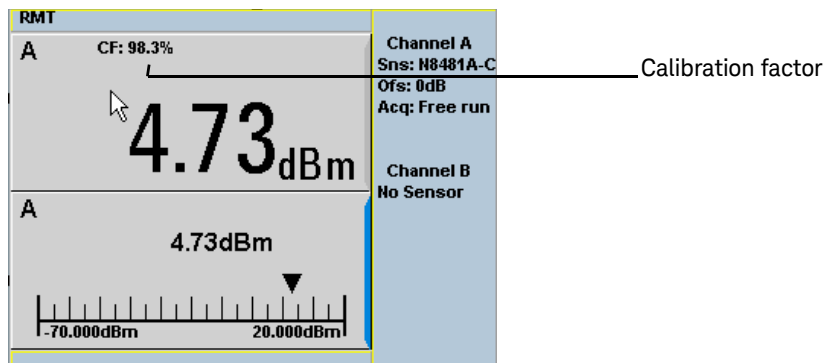 RMT
A
CF: 98.3%
4.73dBm
A
4.73dBm
-70.000dBm
20.000dBm
Channel A
Sns: N8481A-C
Ofs: 0dB
Acq: Free run
Channel B
No Sensor
Calibration factor